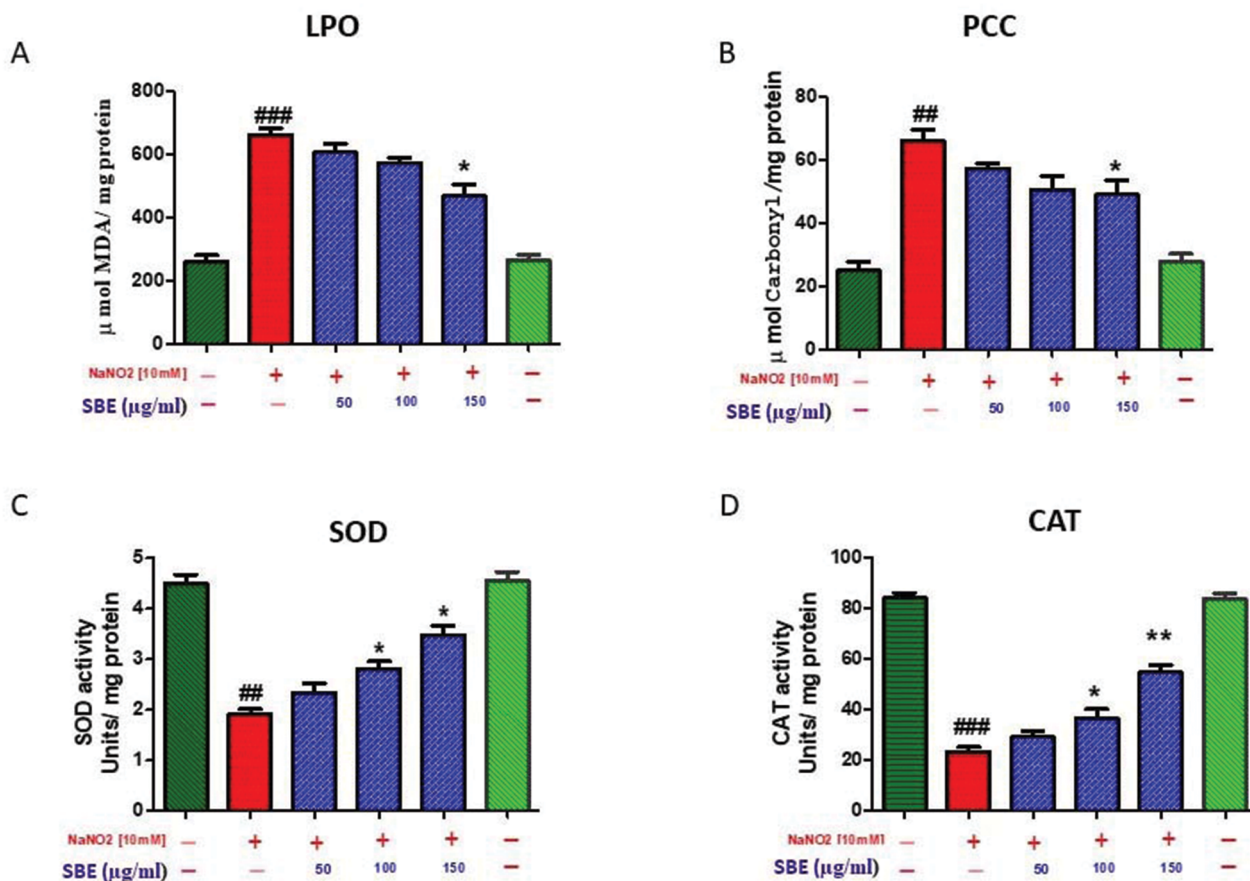 A
LPO
μ mol MDA/ mg protein
800
600
400
200
0
###
*
NaNO2 [10mM] − + + + + −
SBE (μg/ml) − − 50 100 150 −
B
PCC
μ mol Carbonyl/mg protein
80
60
40
20
0
##
*
NaNO2 [10mM] − + + + + −
SBE (μg/ml) − − 50 100 150 −
C
SOD
SOD activity
Units/ mg protein
5
4
3
2
1
0
##
*
*
NaNO2 [10mM] − + + + + −
SBE (μg/ml) − − 50 100 150 −
D
CAT
CAT activity
Units/ mg protein
100
80
60
40
20
0
###
*
**
NaNO2 [10mM] − + + + + −
SBE (μg/ml) − − 50 100 150 −